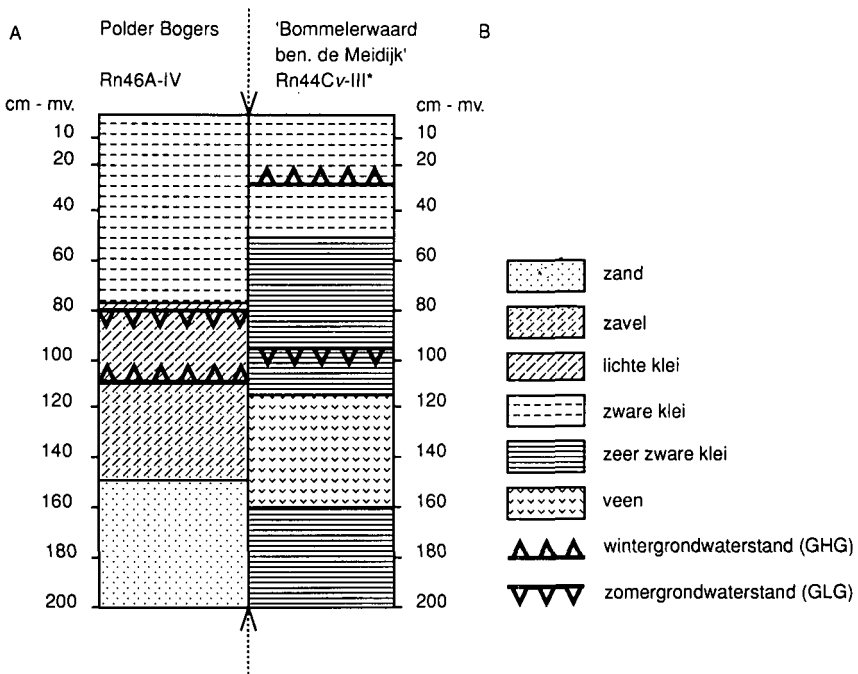 A
Polder Bogers
'Bommelerwaard
ben. de Meidijk'
B
Rn46A-IV
Rn44Cv-III*
cm - mv.
cm - mv.
10
10
20
20
40
40
60
60
80
80
100
100
120
120
140
140
160
160
180
180
200
200
zand
zavel
lichte klei
zware klei
zeer zware klei
veen
wintergrondwaterstand (GHG)
zomergrondwaterstand (GLG)